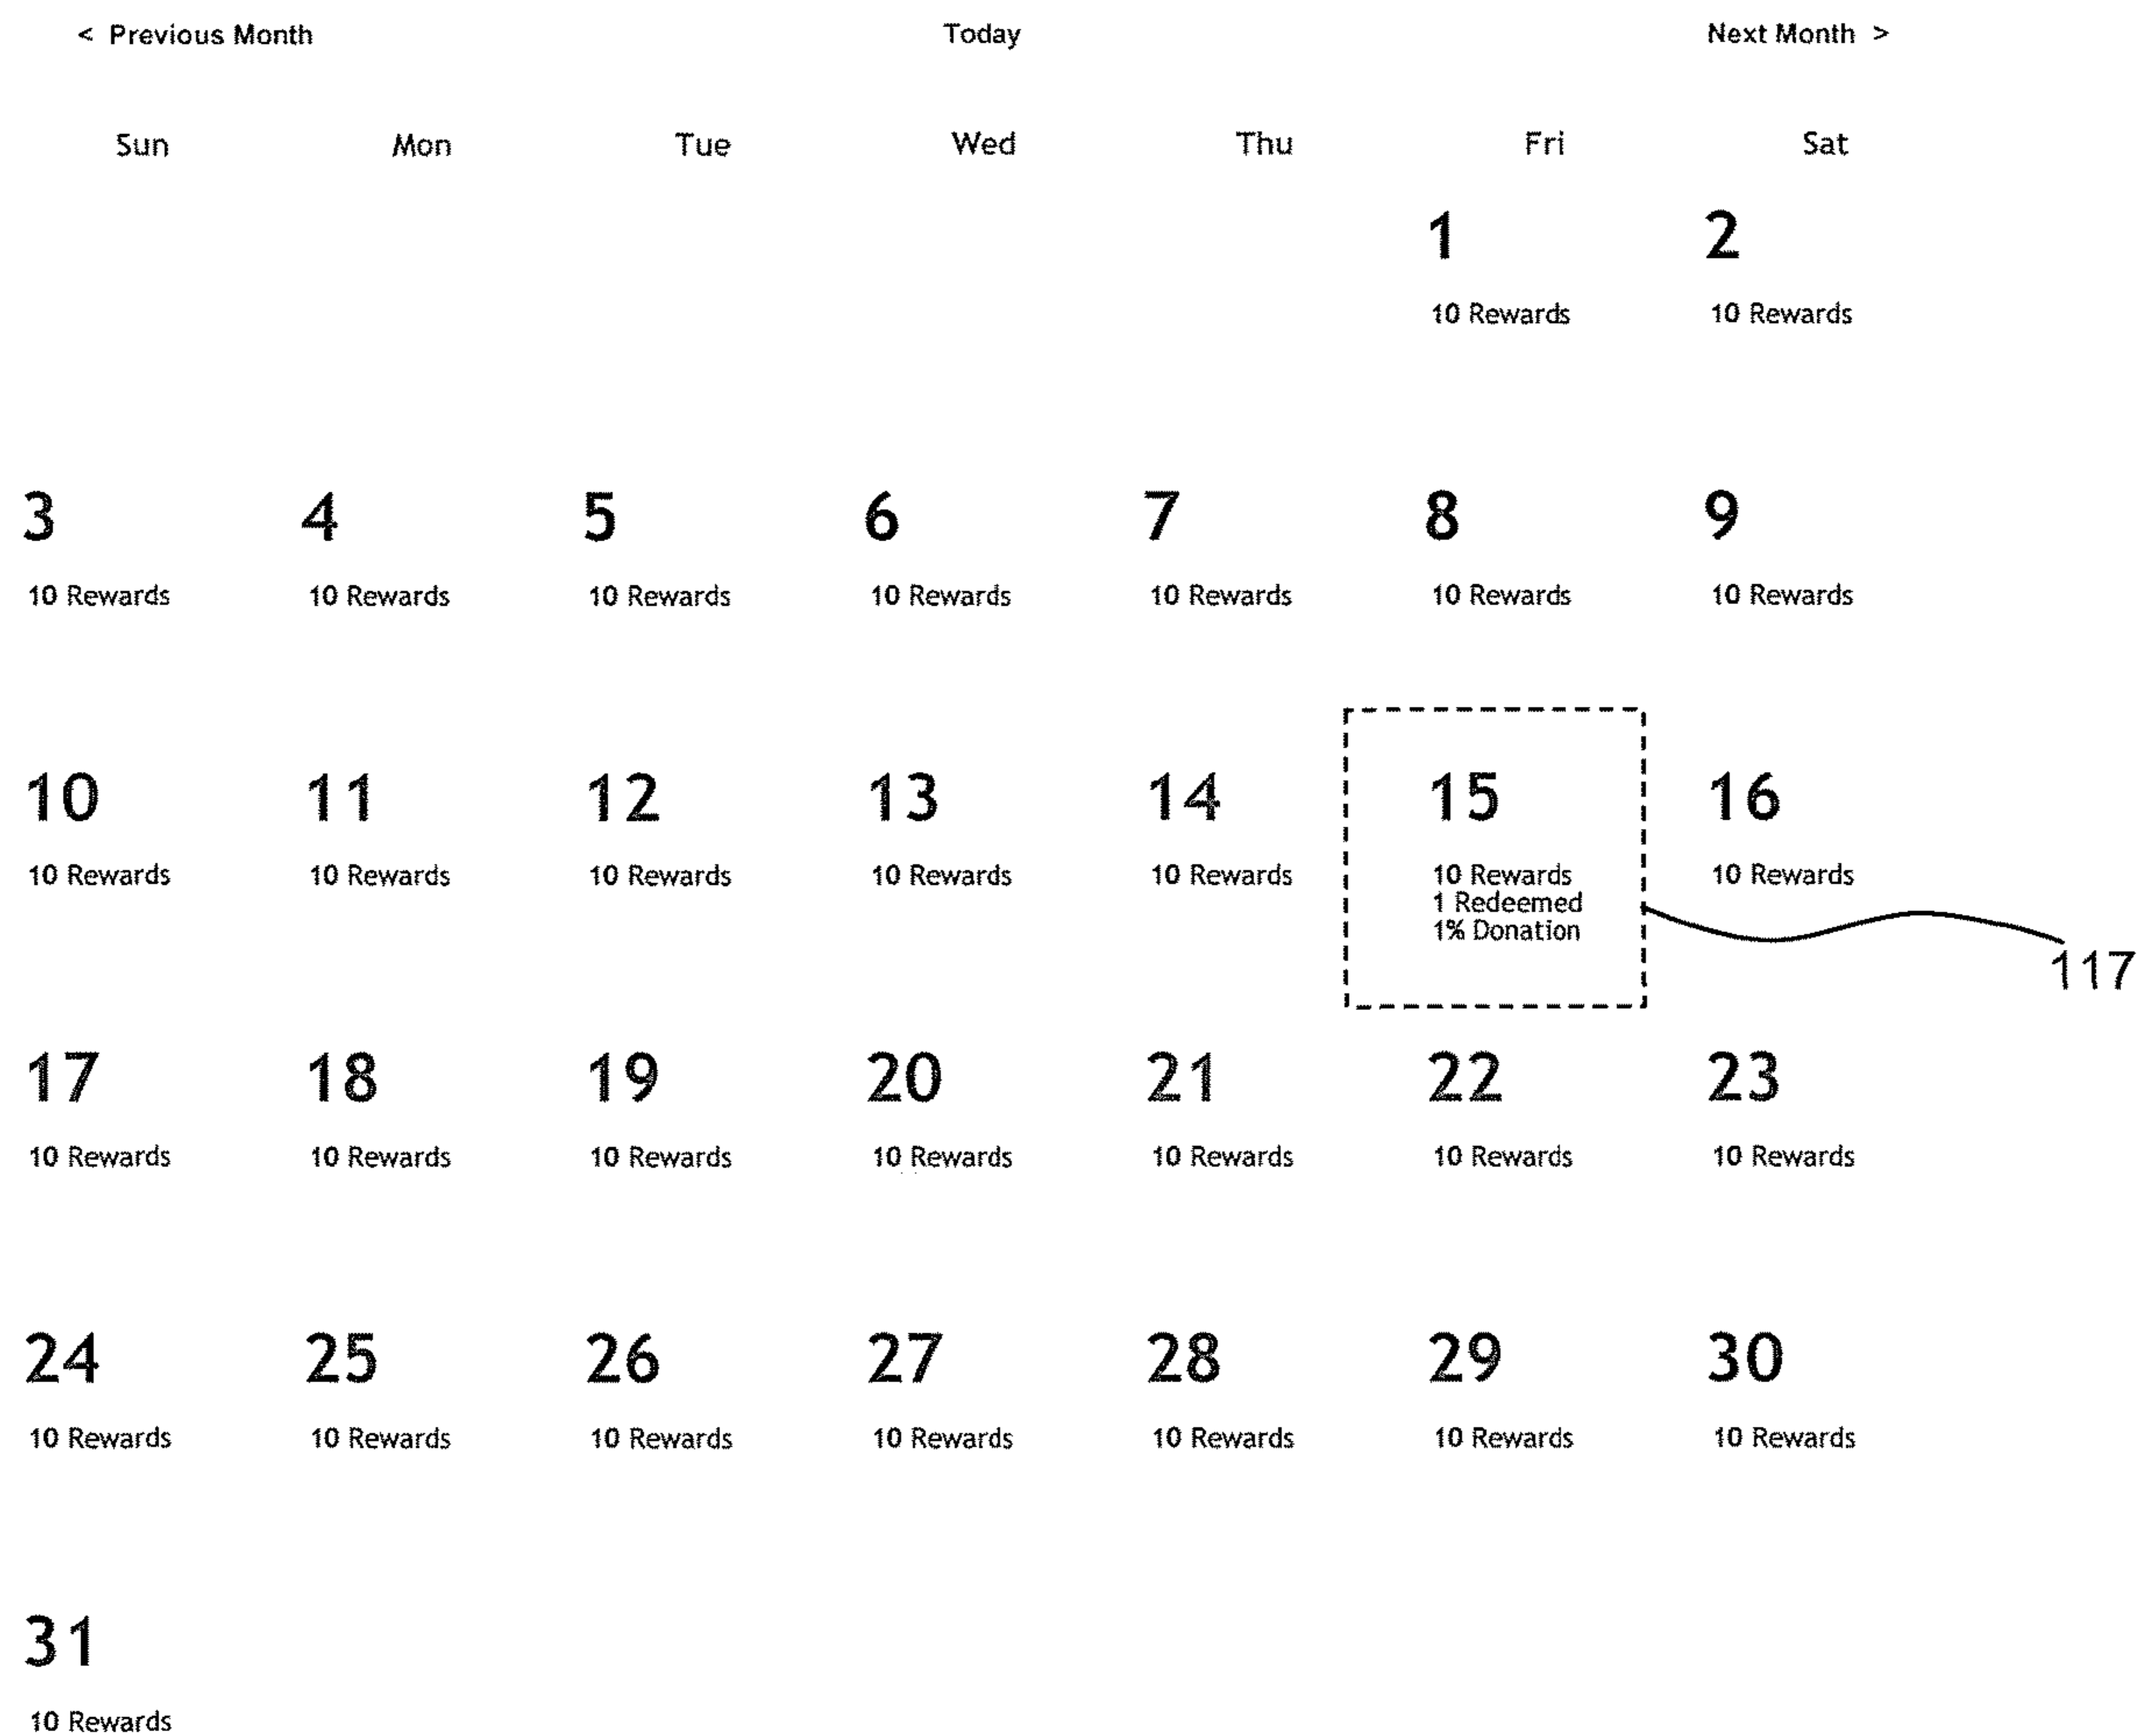 < Previous Month Today Next Month >
Sun Mon Tue Wed Thu Fri Sat
1 2
10 Rewards 10 Rewards
3 4 5 6 7 8 9
10 Rewards 10 Rewards 10 Rewards 10 Rewards 10 Rewards 10 Rewards 10 Rewards
10 11 12 13 14 15 16
10 Rewards 10 Rewards 10 Rewards 10 Rewards 10 Rewards 10 Rewards 10 Rewards
1 Redeemed
1% Donation
117
17 18 19 20 21 22 23
10 Rewards 10 Rewards 10 Rewards 10 Rewards 10 Rewards 10 Rewards 10 Rewards
24 25 26 27 28 29 30
10 Rewards 10 Rewards 10 Rewards 10 Rewards 10 Rewards 10 Rewards 10 Rewards
31
10 Rewards